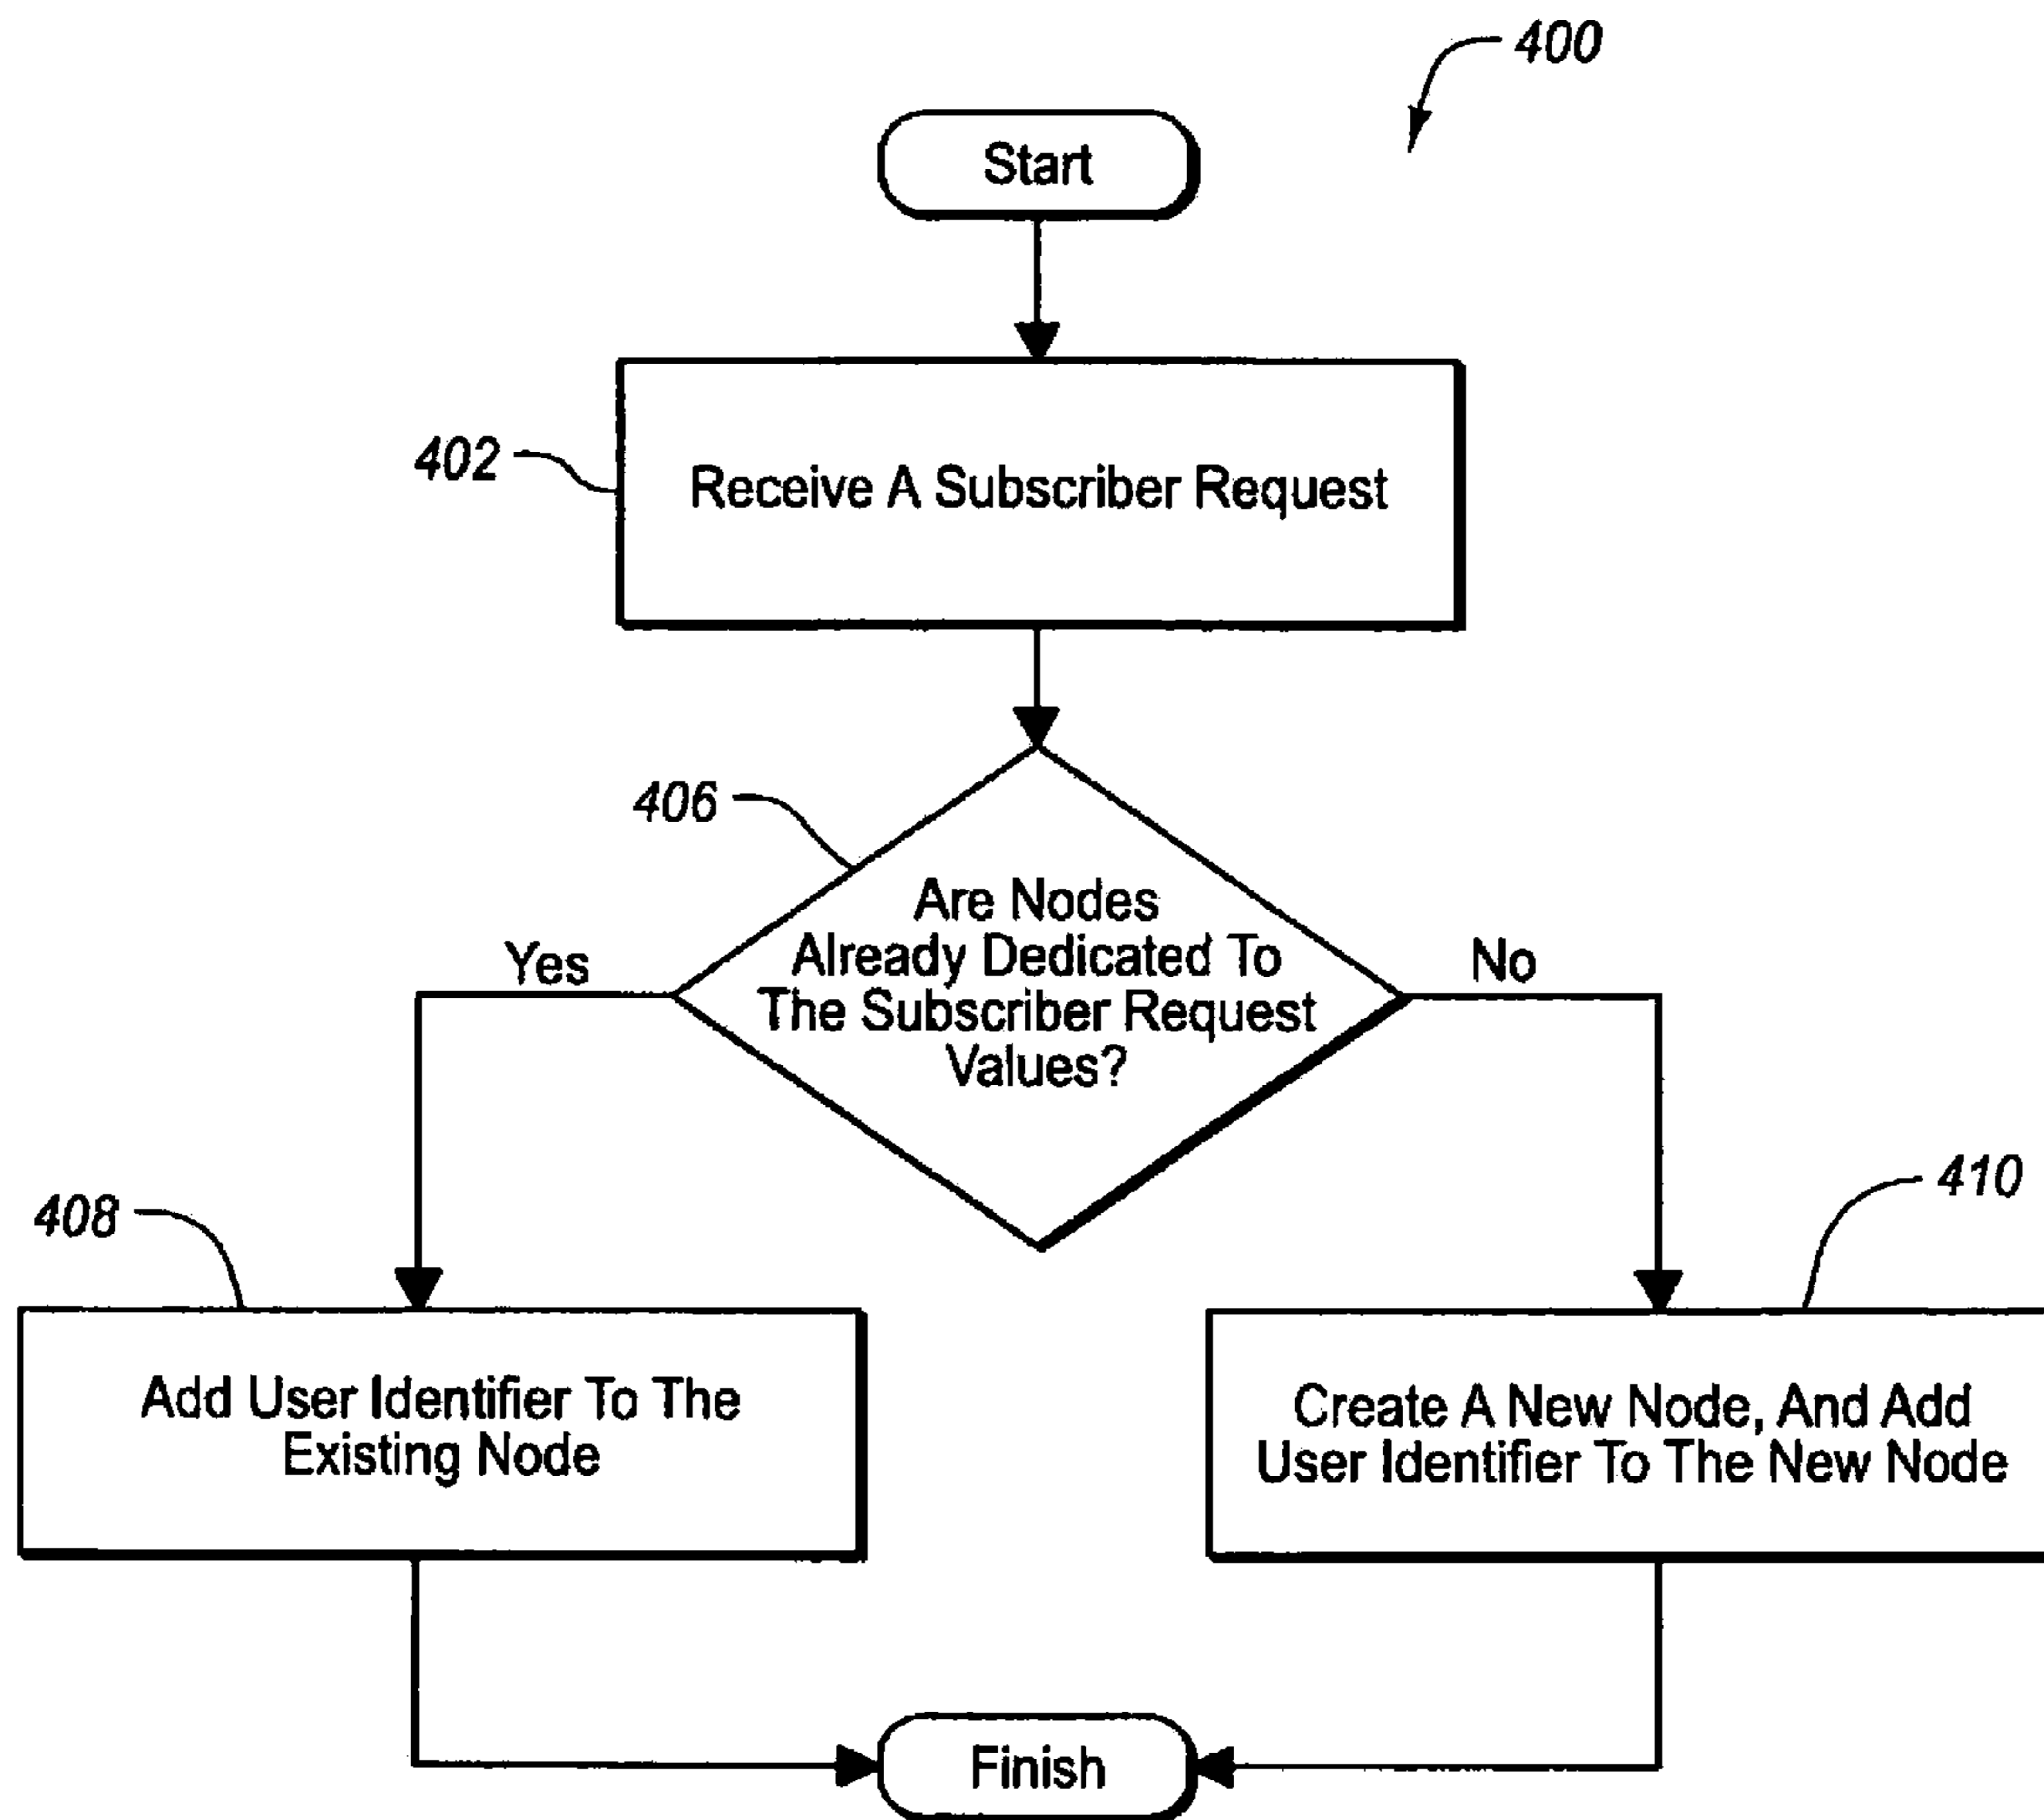 400
Start
402
Receive A Subscriber Request
406
Are Nodes
Already Dedicated To
The Subscriber Request
Values?
Yes
No
408
410
Add User Identifier To The
Existing Node
Create A New Node, And Add
User Identifier To The New Node
Finish